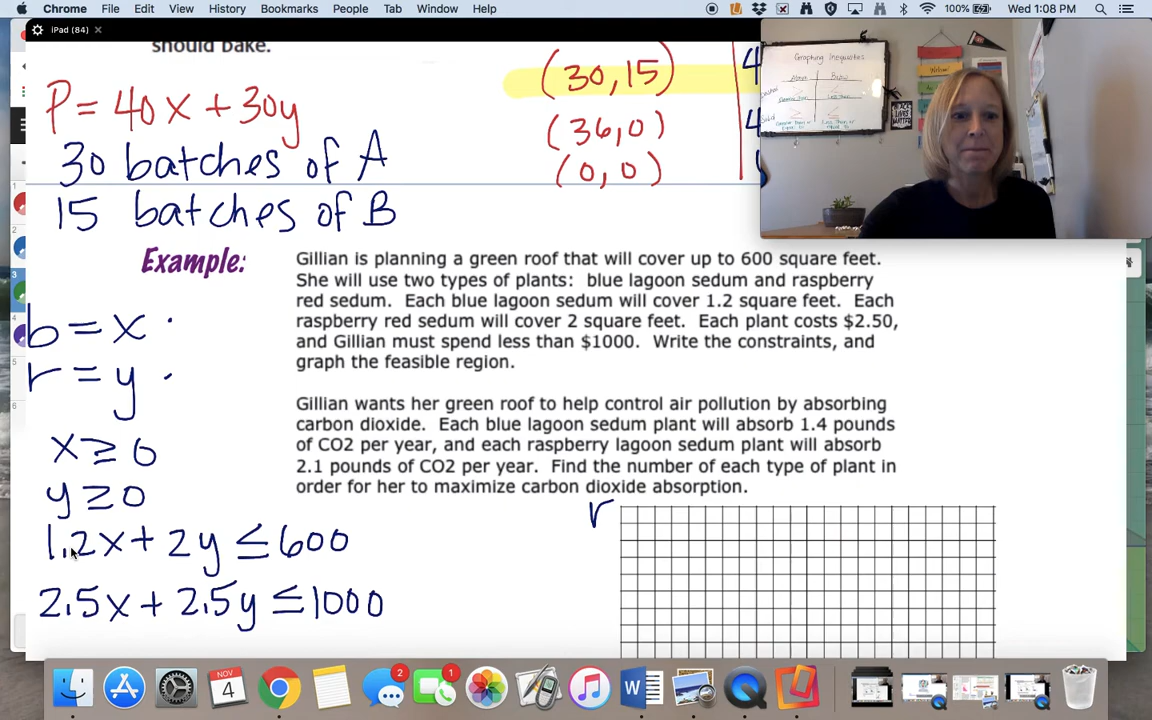 Chrome File Edit View History Bookmarks People Tab Window Help 100% Wed 1:08 PM
iPad (84)
should bake.
(30,15)
P = 40x + 30y
(36,0)
30 batches of A
(0,0)
15 batches of B
Graphing Inequalities
Above Below
Example:
Gillian is planning a green roof that will cover up to 600 square feet.
She will use two types of plants: blue lagoon sedum and raspberry
red sedum. Each blue lagoon sedum will cover 1.2 square feet. Each
raspberry red sedum will cover 2 square feet. Each plant costs $2.50,
and Gillian must spend less than $1000. Write the constraints, and
graph the feasible region.
Gillian wants her green roof to help control air pollution by absorbing
carbon dioxide. Each blue lagoon sedum plant will absorb 1.4 pounds
of CO2 per year, and each raspberry lagoon sedum plant will absorb
2.1 pounds of CO2 per year. Find the number of each type of plant in
order for her to maximize carbon dioxide absorption.
b = x
r = y
x ≥ 0
y ≥ 0
1.2x + 2y ≤ 600
2.5x + 2.5y ≤ 1000
r
NOV
4
2
1